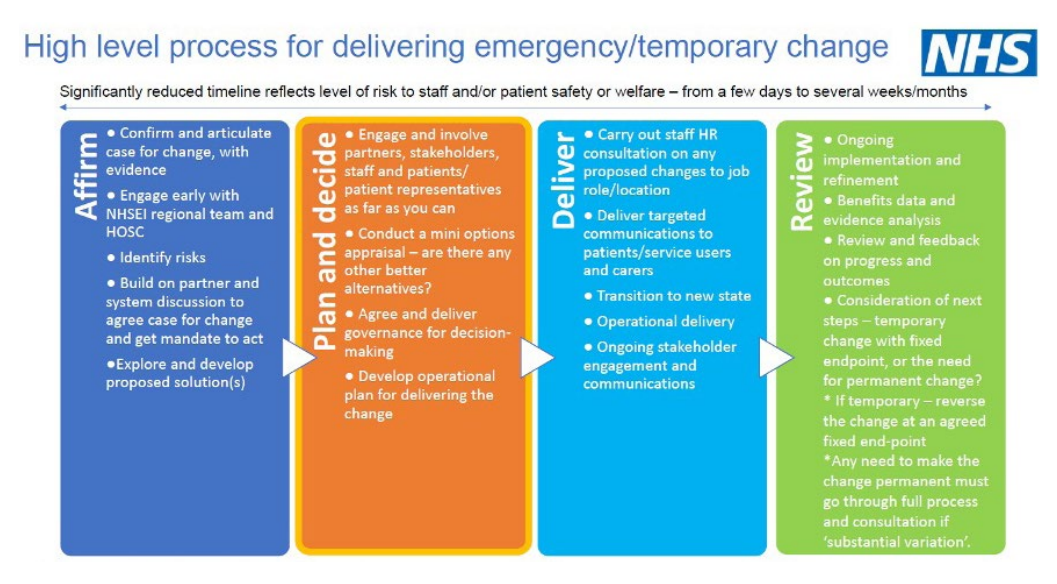 High level process for delivering emergency/temporary change
NHS
Significantly reduced timeline reflects level of risk to staff and/or patient safety or welfare – from a few days to several weeks/months
Affirm
● Confirm and articulate
case for change, with
evidence
● Engage early with
NHSEI regional team and
HOSC
● Identify risks
● Build on partner and
system discussion to
agree case for change
and get mandate to act
●Explore and develop
proposed solution(s)
Plan and decide
● Engage and involve
partners, stakeholders,
staff and patients/
patient representatives
as far as you can
● Conduct a mini options
appraisal – are there any
other better
alternatives?
● Agree and deliver
governance for decision-
making
● Develop operational
plan for delivering the
change
Deliver
● Carry out staff HR
consultation on any
proposed changes to job
role/location
● Deliver targeted
communications to
patients/service users
and carers
● Transition to new state
● Operational delivery
● Ongoing stakeholder
engagement and
communications
Review
● Ongoing
implementation and
refinement
● Benefits data and
evidence analysis
● Review and feedback
on progress and
outcomes
● Consideration of next
steps – temporary
change with fixed
endpoint, or the need
for permanent change?
* If temporary – reverse
the change at an agreed
fixed end-point
*Any need to make the
change permanent must
go through full process
and consultation if
‘substantial variation’.